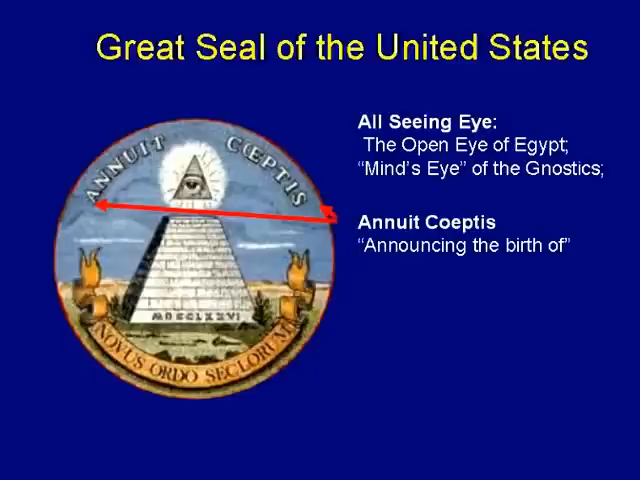 Great Seal of the United States
ANNUIT CŒPTIS
MDCCLXXVI
NOVUS ORDO SECLORUM
All Seeing Eye:
The Open Eye of Egypt;
“Mind’s Eye” of the Gnostics;
Annuit Coeptis
“Announcing the birth of”